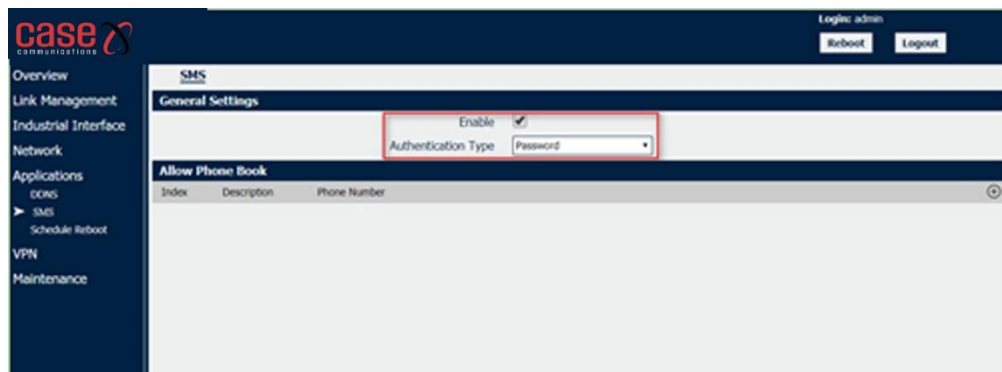 case
communications
Login: admin
Reboot Logout
Overview
Link Management
Industrial Interface
Network
Applications
DDNS
SMS
Schedule Reboot
VPN
Maintenance
SMS
General Settings
Enable
Authentication Type Password
Allow Phone Book
Index Description Phone Number